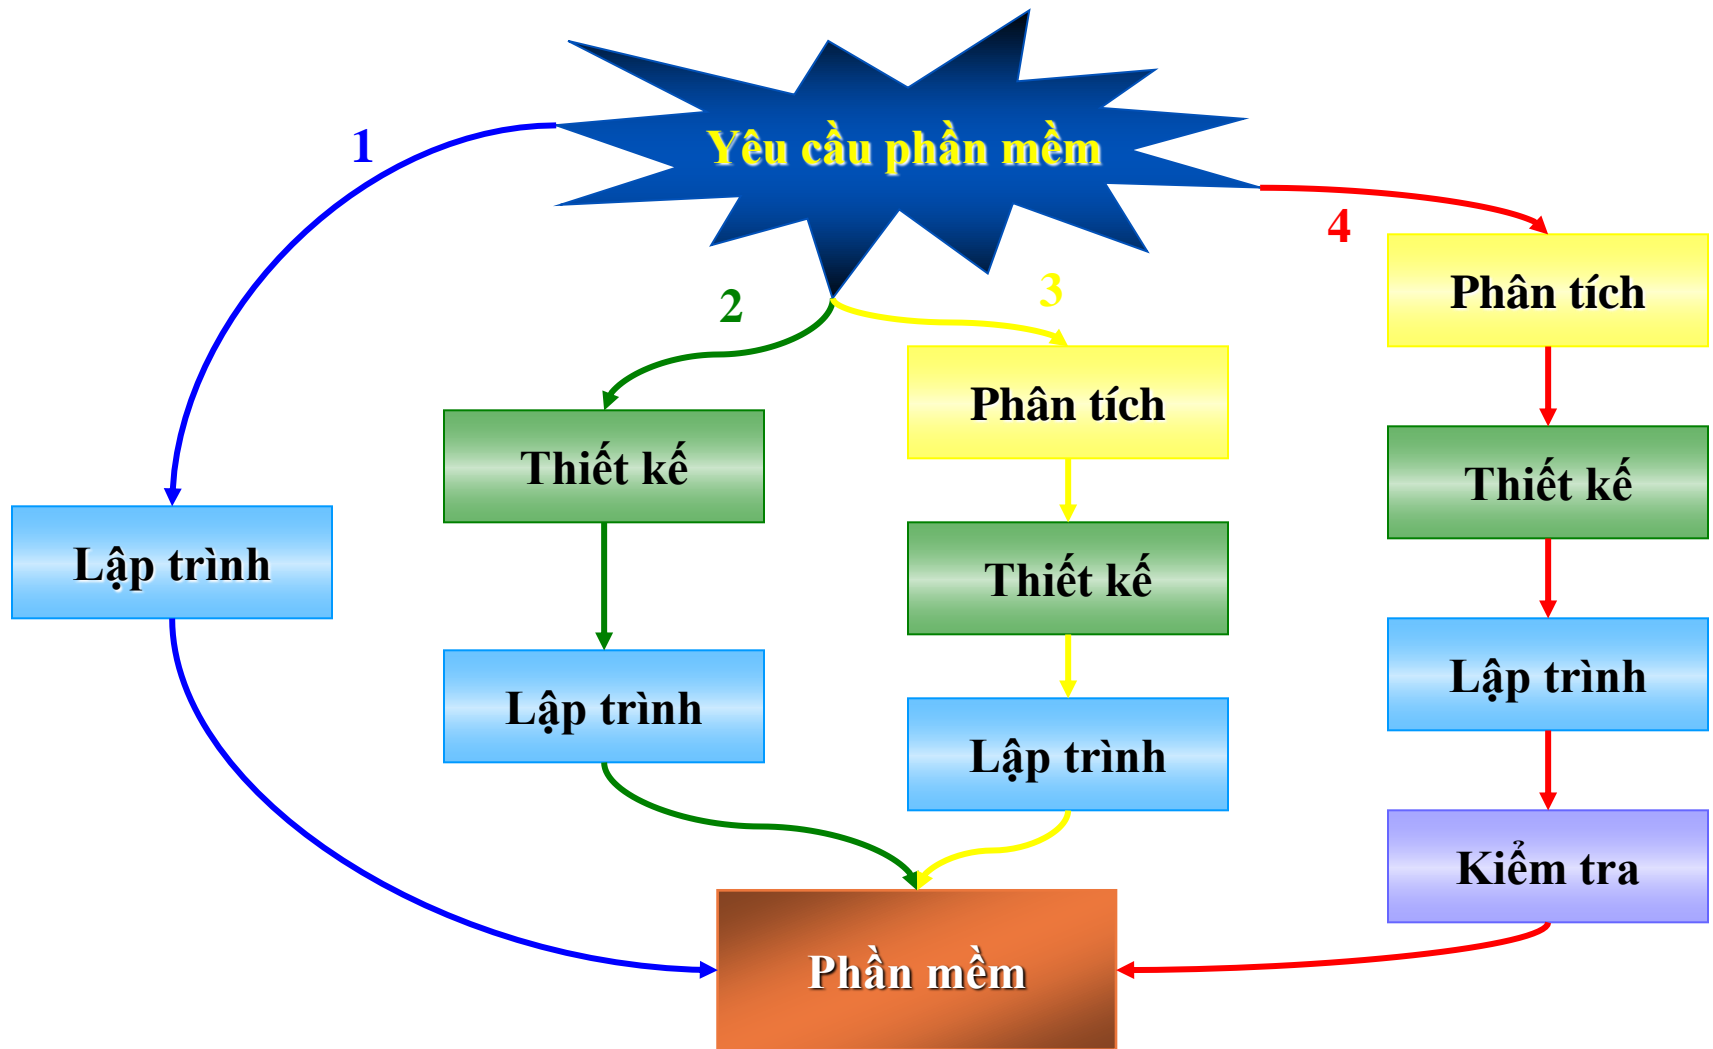 Yêu cầu phần mềm
1
2
3
4
Lập trình
Thiết kế
Lập trình
Phân tích
Thiết kế
Lập trình
Phân tích
Thiết kế
Lập trình
Kiểm tra
Phần mềm